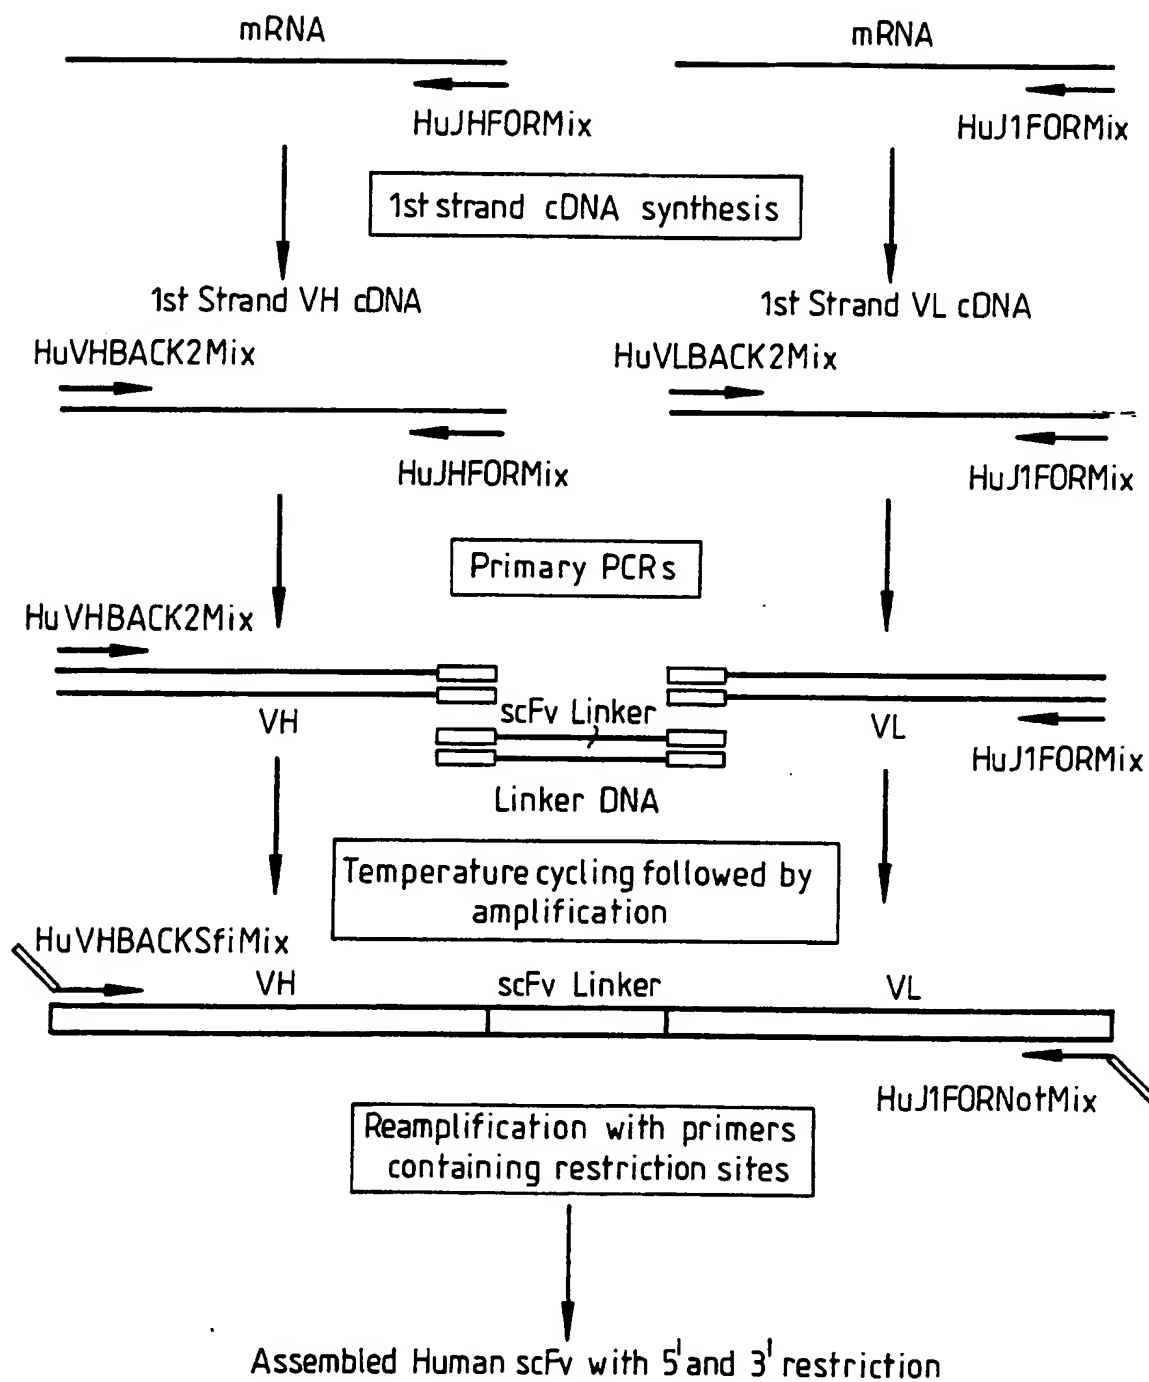 mRNA
mRNA
HuJHFORMix
HuJ1FORMix
1st strand cDNA synthesis
1st Strand VH cDNA
1st Strand VL cDNA
HuVHBACK2Mix
HuVLBACK2Mix
HuJHFORMix
HuJ1FORMix
Primary PCRs
HuVHBACK2Mix
scFv Linker
VH
VL
HuJ1FORMix
Linker DNA
Temperature cycling followed by
amplification
HuVHBACKSfiMix
VH
scFv Linker
VL
HuJ1FORNotMix
Reamplification with primers
containing restriction sites
Assembled Human scFv with 5' and 3' restriction